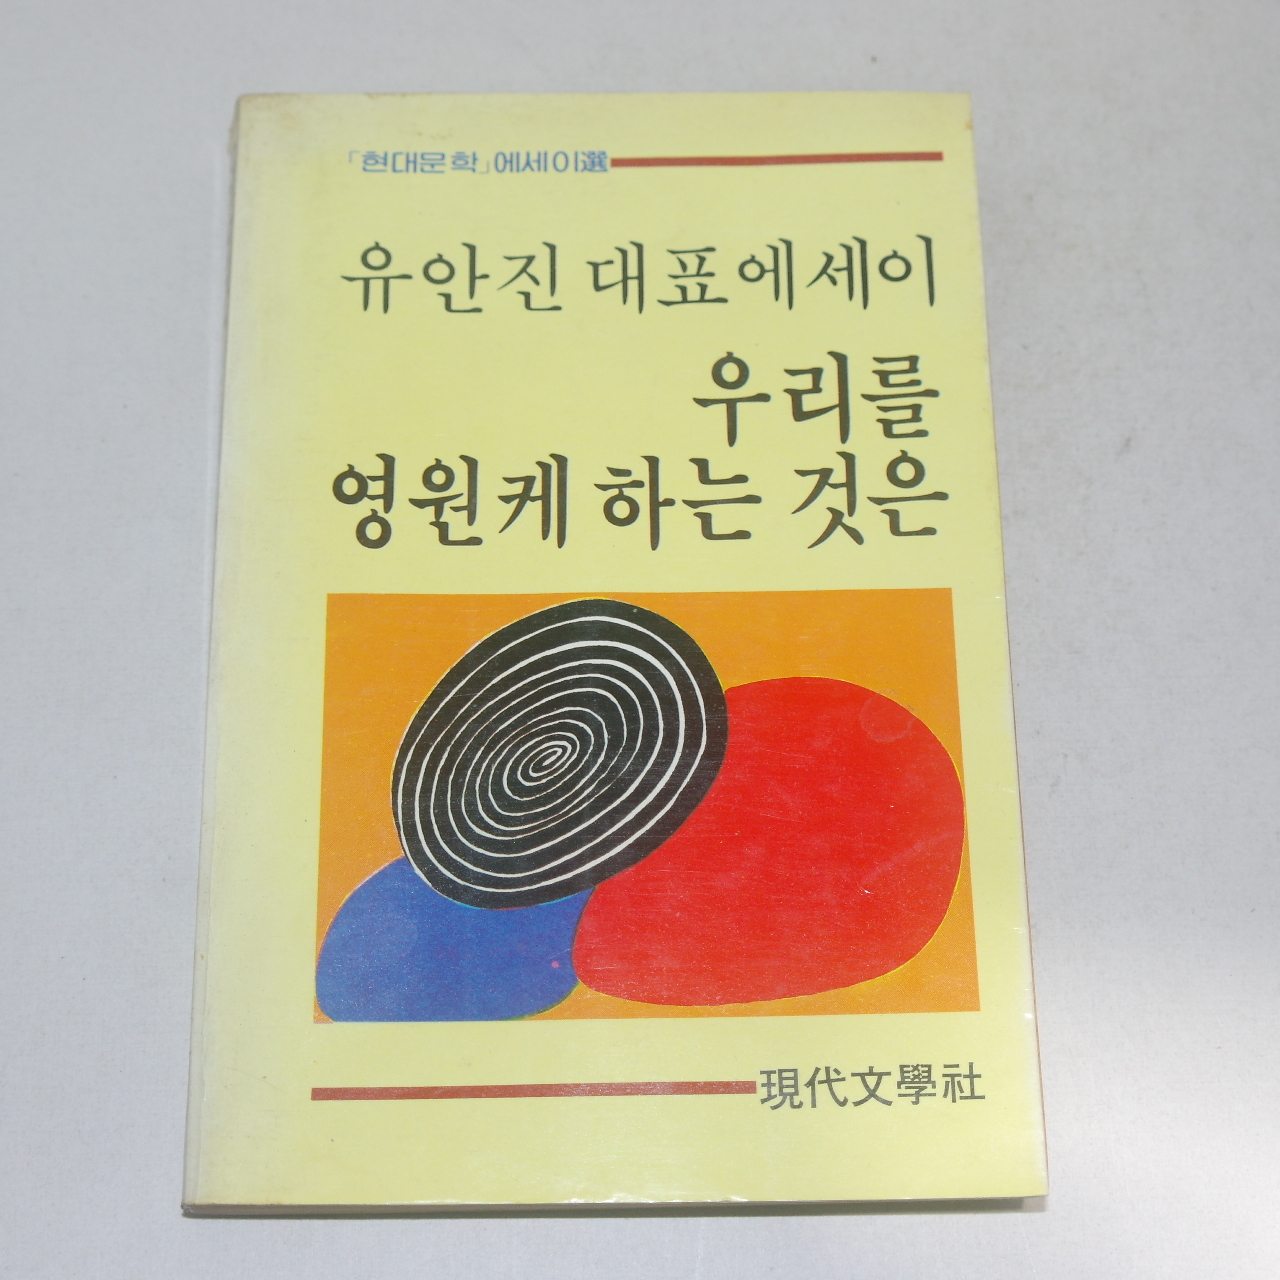 「현대문학」에세이選
유안진 대표에세이
우리를
영원케 하는 것은
現代文學社